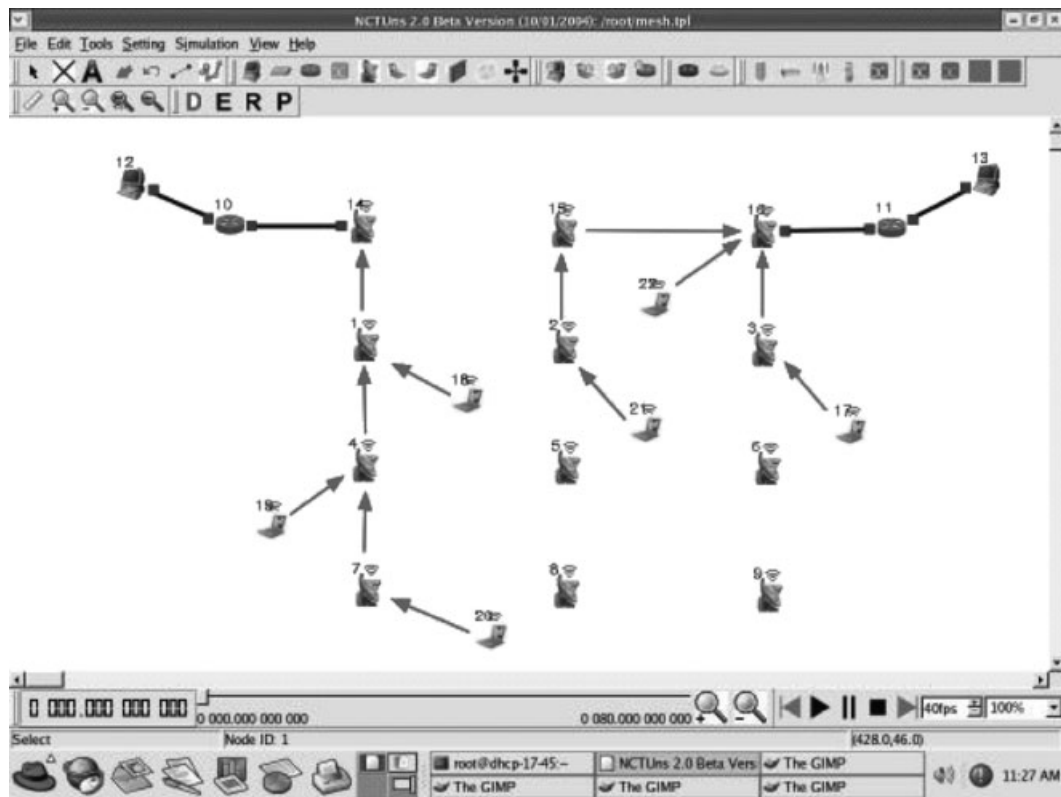 NCTUns 2.0 Beta Version (10/01/2004): /root/mesh.tpl
File Edit Tools Setting Simulation View Help
A
D E R P
12
13
10
14
15
16
11
22
1
2
3
18
21
17
4
5
6
19
7
8
9
20
0 000.000 000 000
0 000.000 000 000
0 080.000 000 000
40fps
100%
Select
Node ID: 1
(428.0,46.0)
root@dhcp-17-45:~
NCTUns 2.0 Beta Vers
The GIMP
The GIMP
The GIMP
The GIMP
11:27 AM